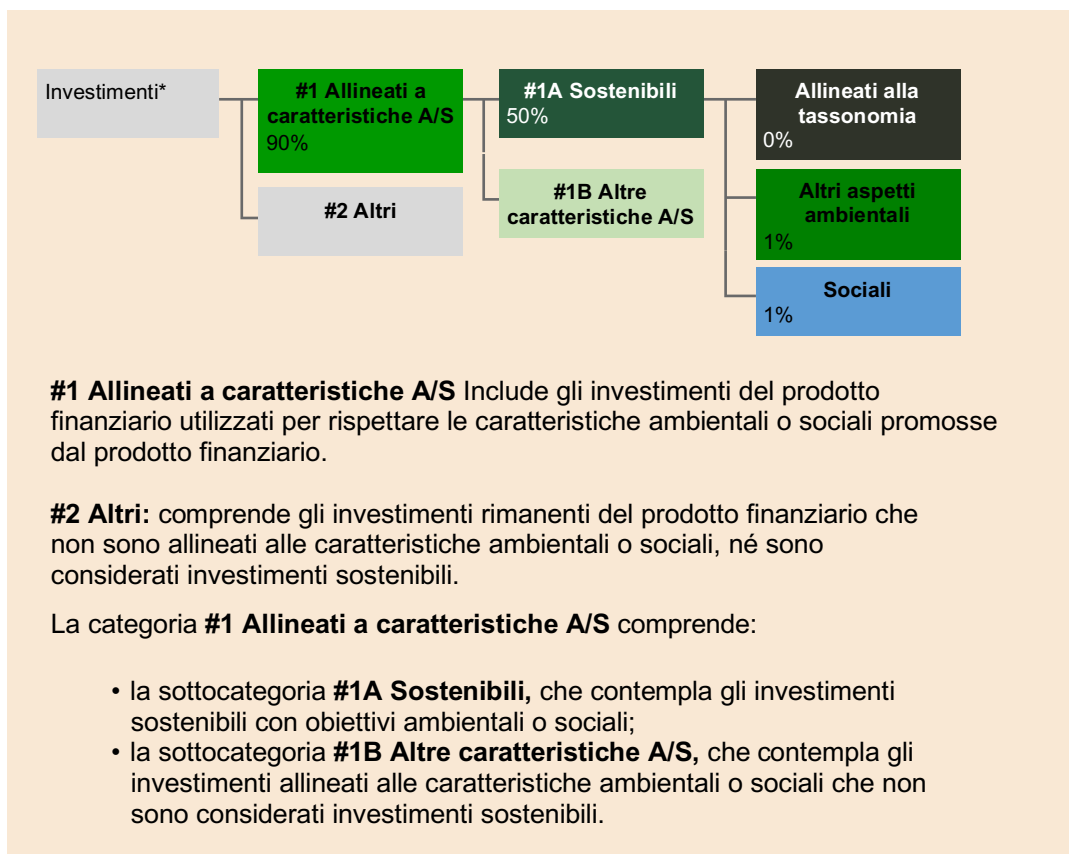 Investimenti*
#1 Allineati a
caratteristiche A/S
90%
#2 Altri
#1A Sostenibili
50%
#1B Altre
caratteristiche A/S
Allineati alla
tassonomia
0%
Altri aspetti
ambientali
1%
Sociali
1%
#1 Allineati a caratteristiche A/S Include gli investimenti del prodotto
finanziario utilizzati per rispettare le caratteristiche ambientali o sociali promosse
dal prodotto finanziario.
#2 Altri: comprende gli investimenti rimanenti del prodotto finanziario che
non sono allineati alle caratteristiche ambientali o sociali, né sono
considerati investimenti sostenibili.
La categoria #1 Allineati a caratteristiche A/S comprende:
• la sottocategoria #1A Sostenibili, che contempla gli investimenti
sostenibili con obiettivi ambientali o sociali;
• la sottocategoria #1B Altre caratteristiche A/S, che contempla gli
investimenti allineati alle caratteristiche ambientali o sociali che non
sono considerati investimenti sostenibili.